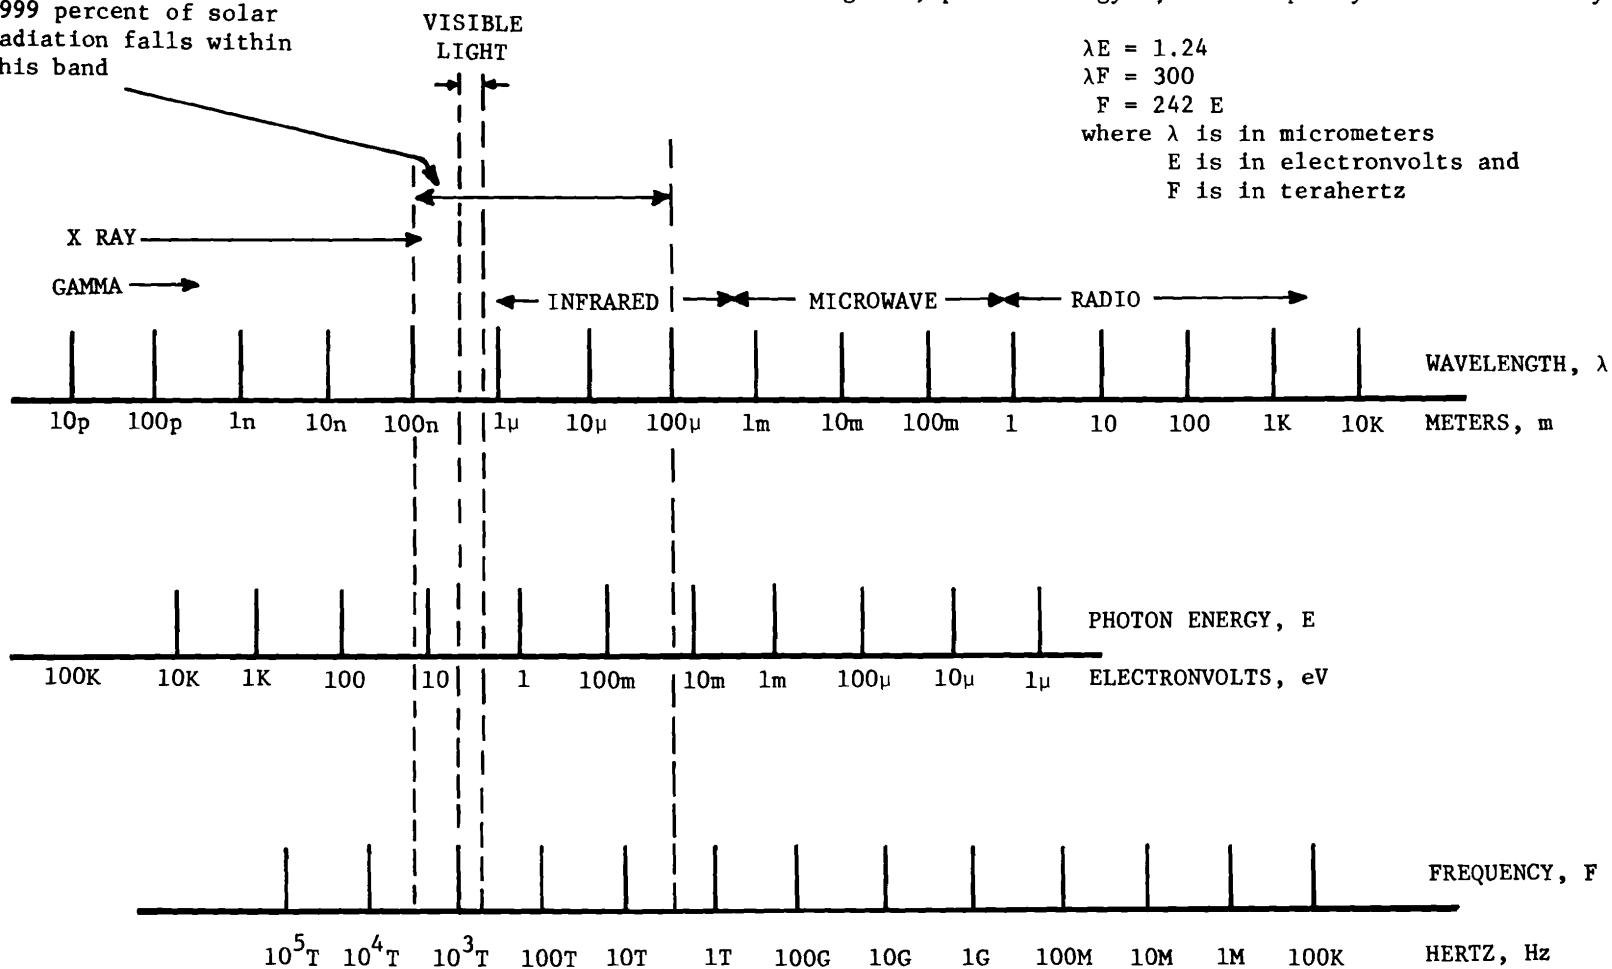 999 percent of solar
adiation falls within
his band
VISIBLE
LIGHT
λE = 1.24
λF = 300
F = 242 E
where λ is in micrometers
E is in electronvolts and
F is in terahertz
X RAY
GAMMA
INFRARED MICROWAVE RADIO
WAVELENGTH, λ
10p 100p 1n 10n 100n 1μ 10μ 100μ 1m 10m 100m 1 10 100 1K 10K METERS, m
PHOTON ENERGY, E
100K 10K 1K 100 10 1 100m 10m 1m 100μ 10μ 1μ ELECTRONVOLTS, eV
FREQUENCY, F
10⁵T 10⁴T 10³T 100T 10T 1T 100G 10G 1G 100M 10M 1M 100K HERTZ, Hz